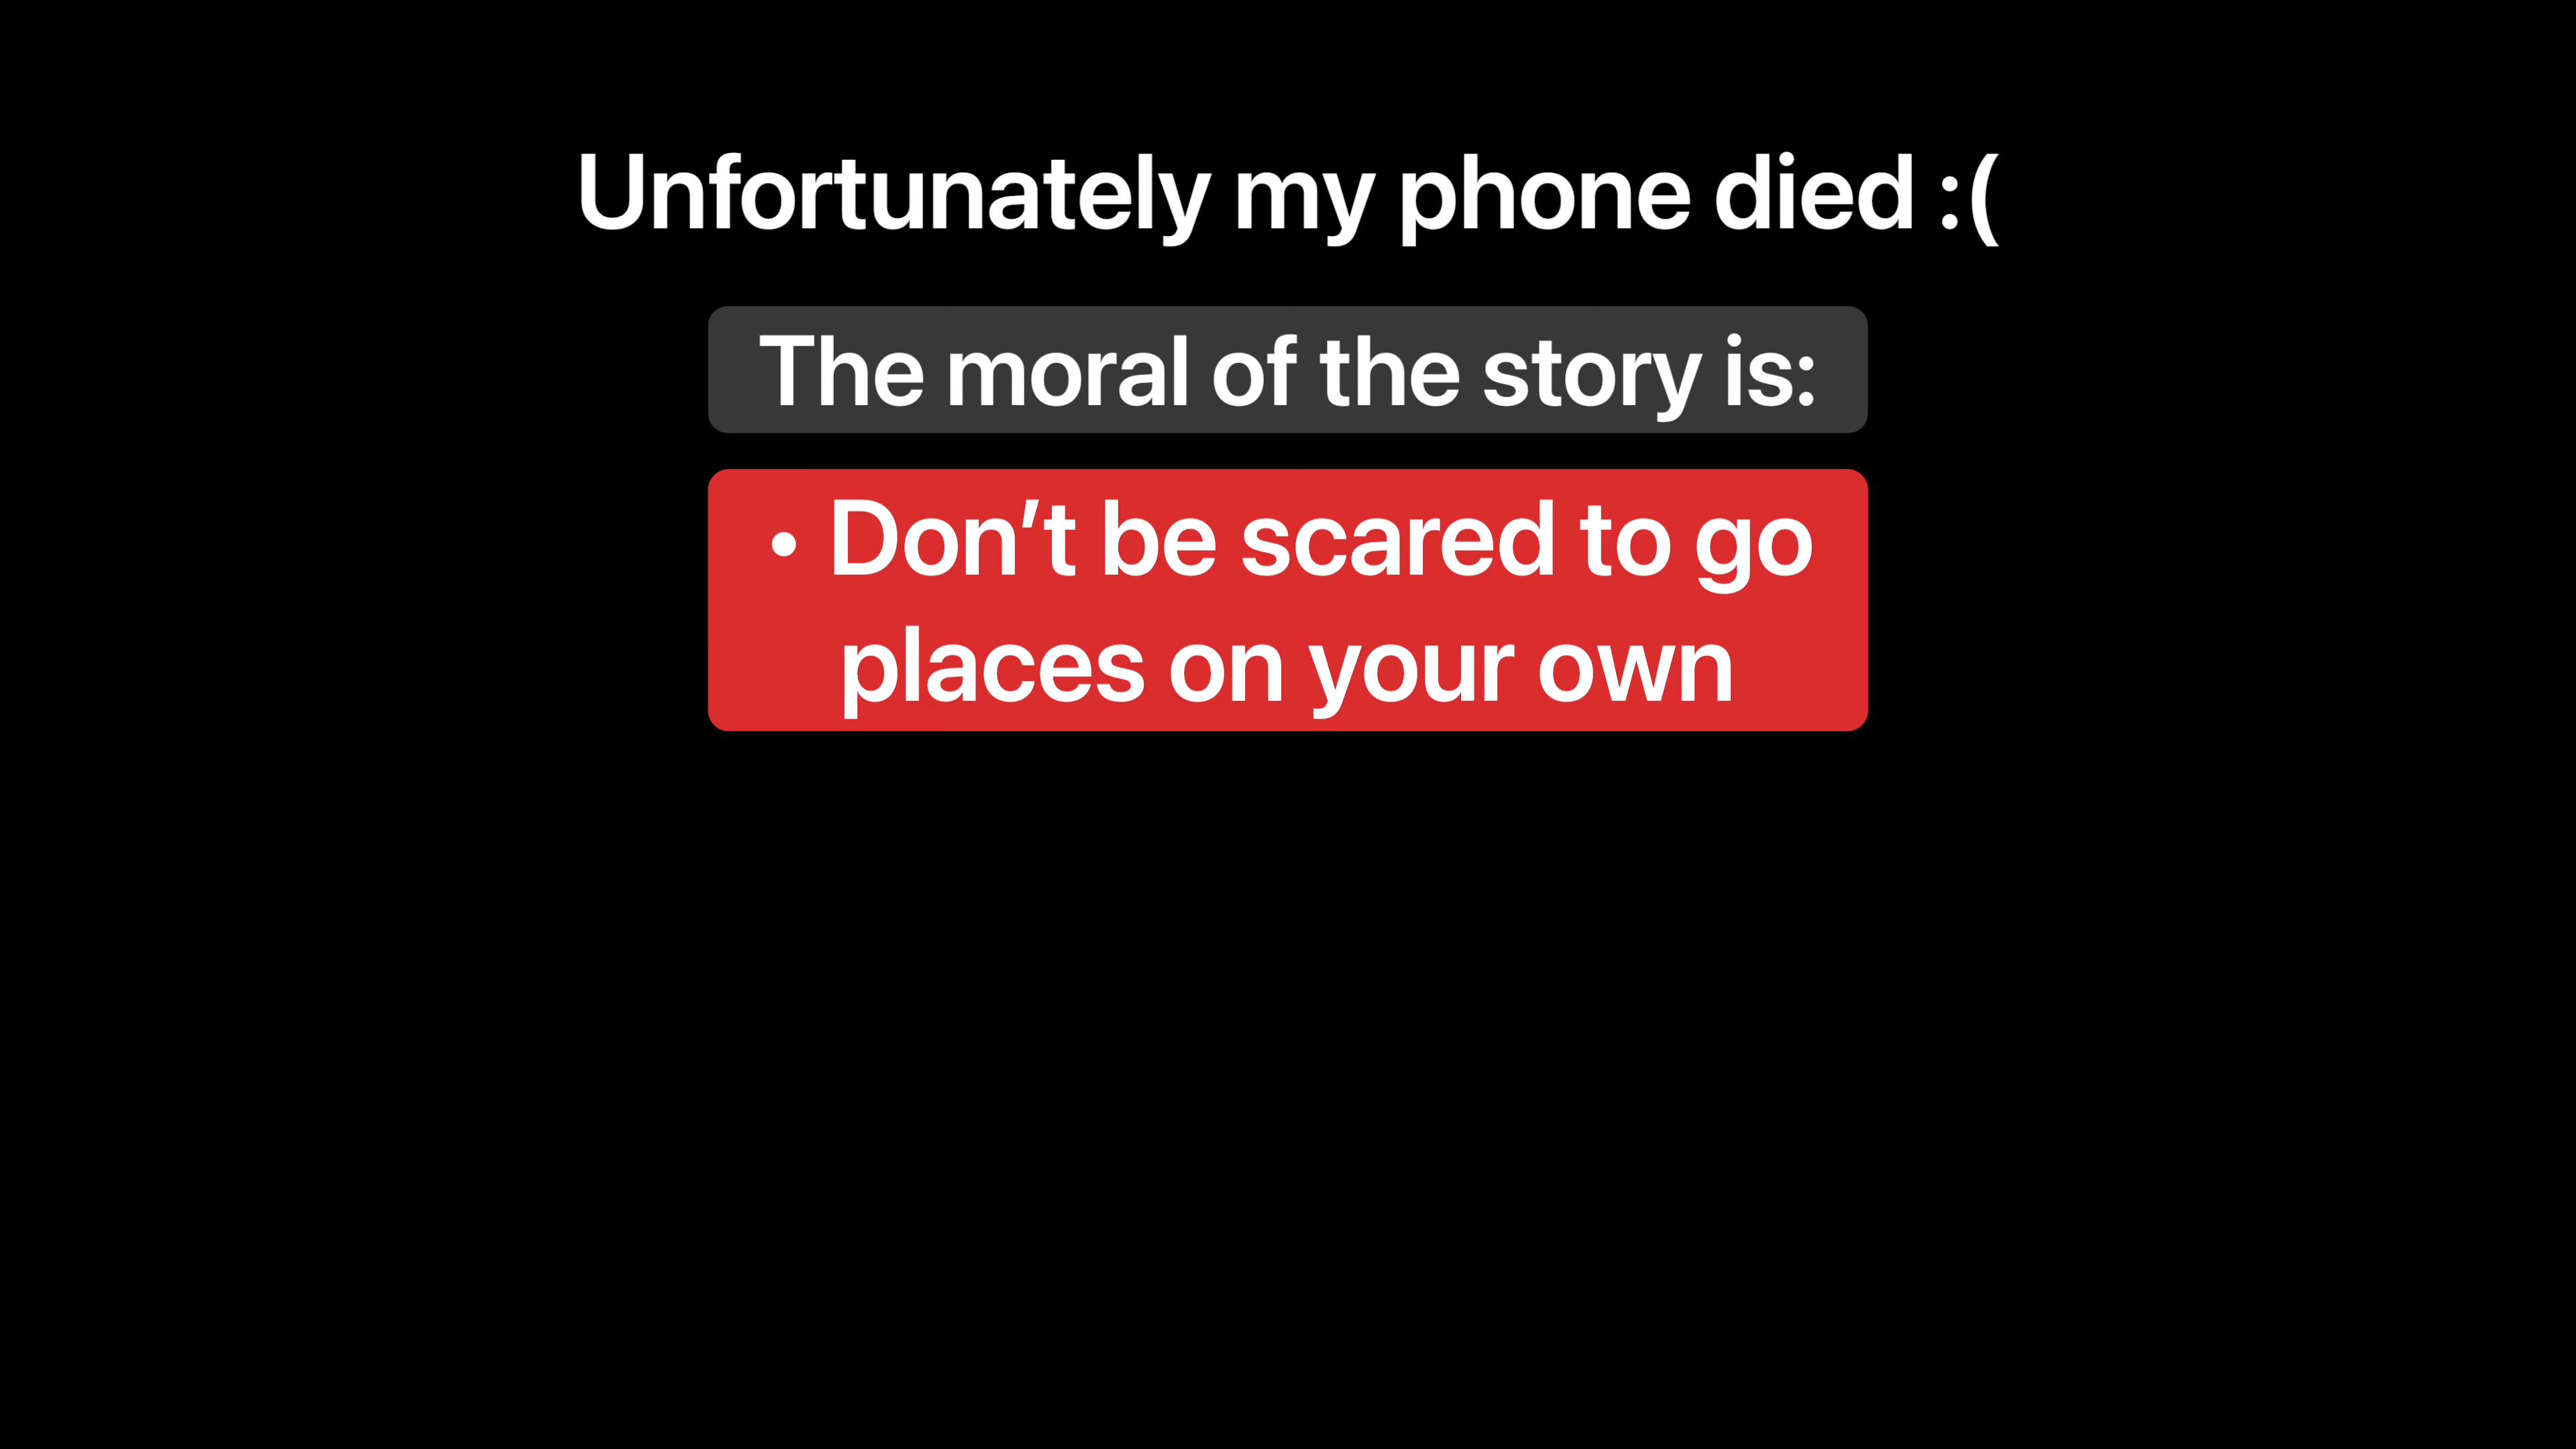 Unfortunately my phone died :(
The moral of the story is:
• Don’t be scared to go
places on your own